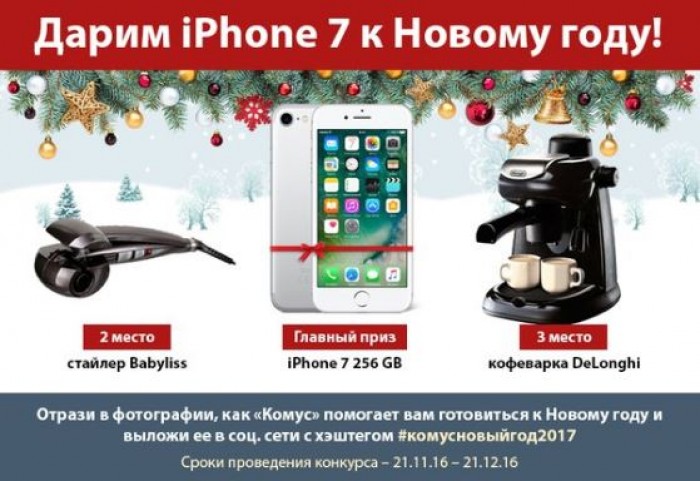 Дарим iPhone 7 к Новому году!
2 место
Главный приз
3 место
стайлер Babyliss
iPhone 7 256 GB
кофеварка DeLonghi
Отрази в фотографии, как «Комус» помогает вам готовиться к Новому году и
выложи ее в соц. сети с хэштегом #комусновыйгод2017
Сроки проведения конкурса – 21.11.16 – 21.12.16